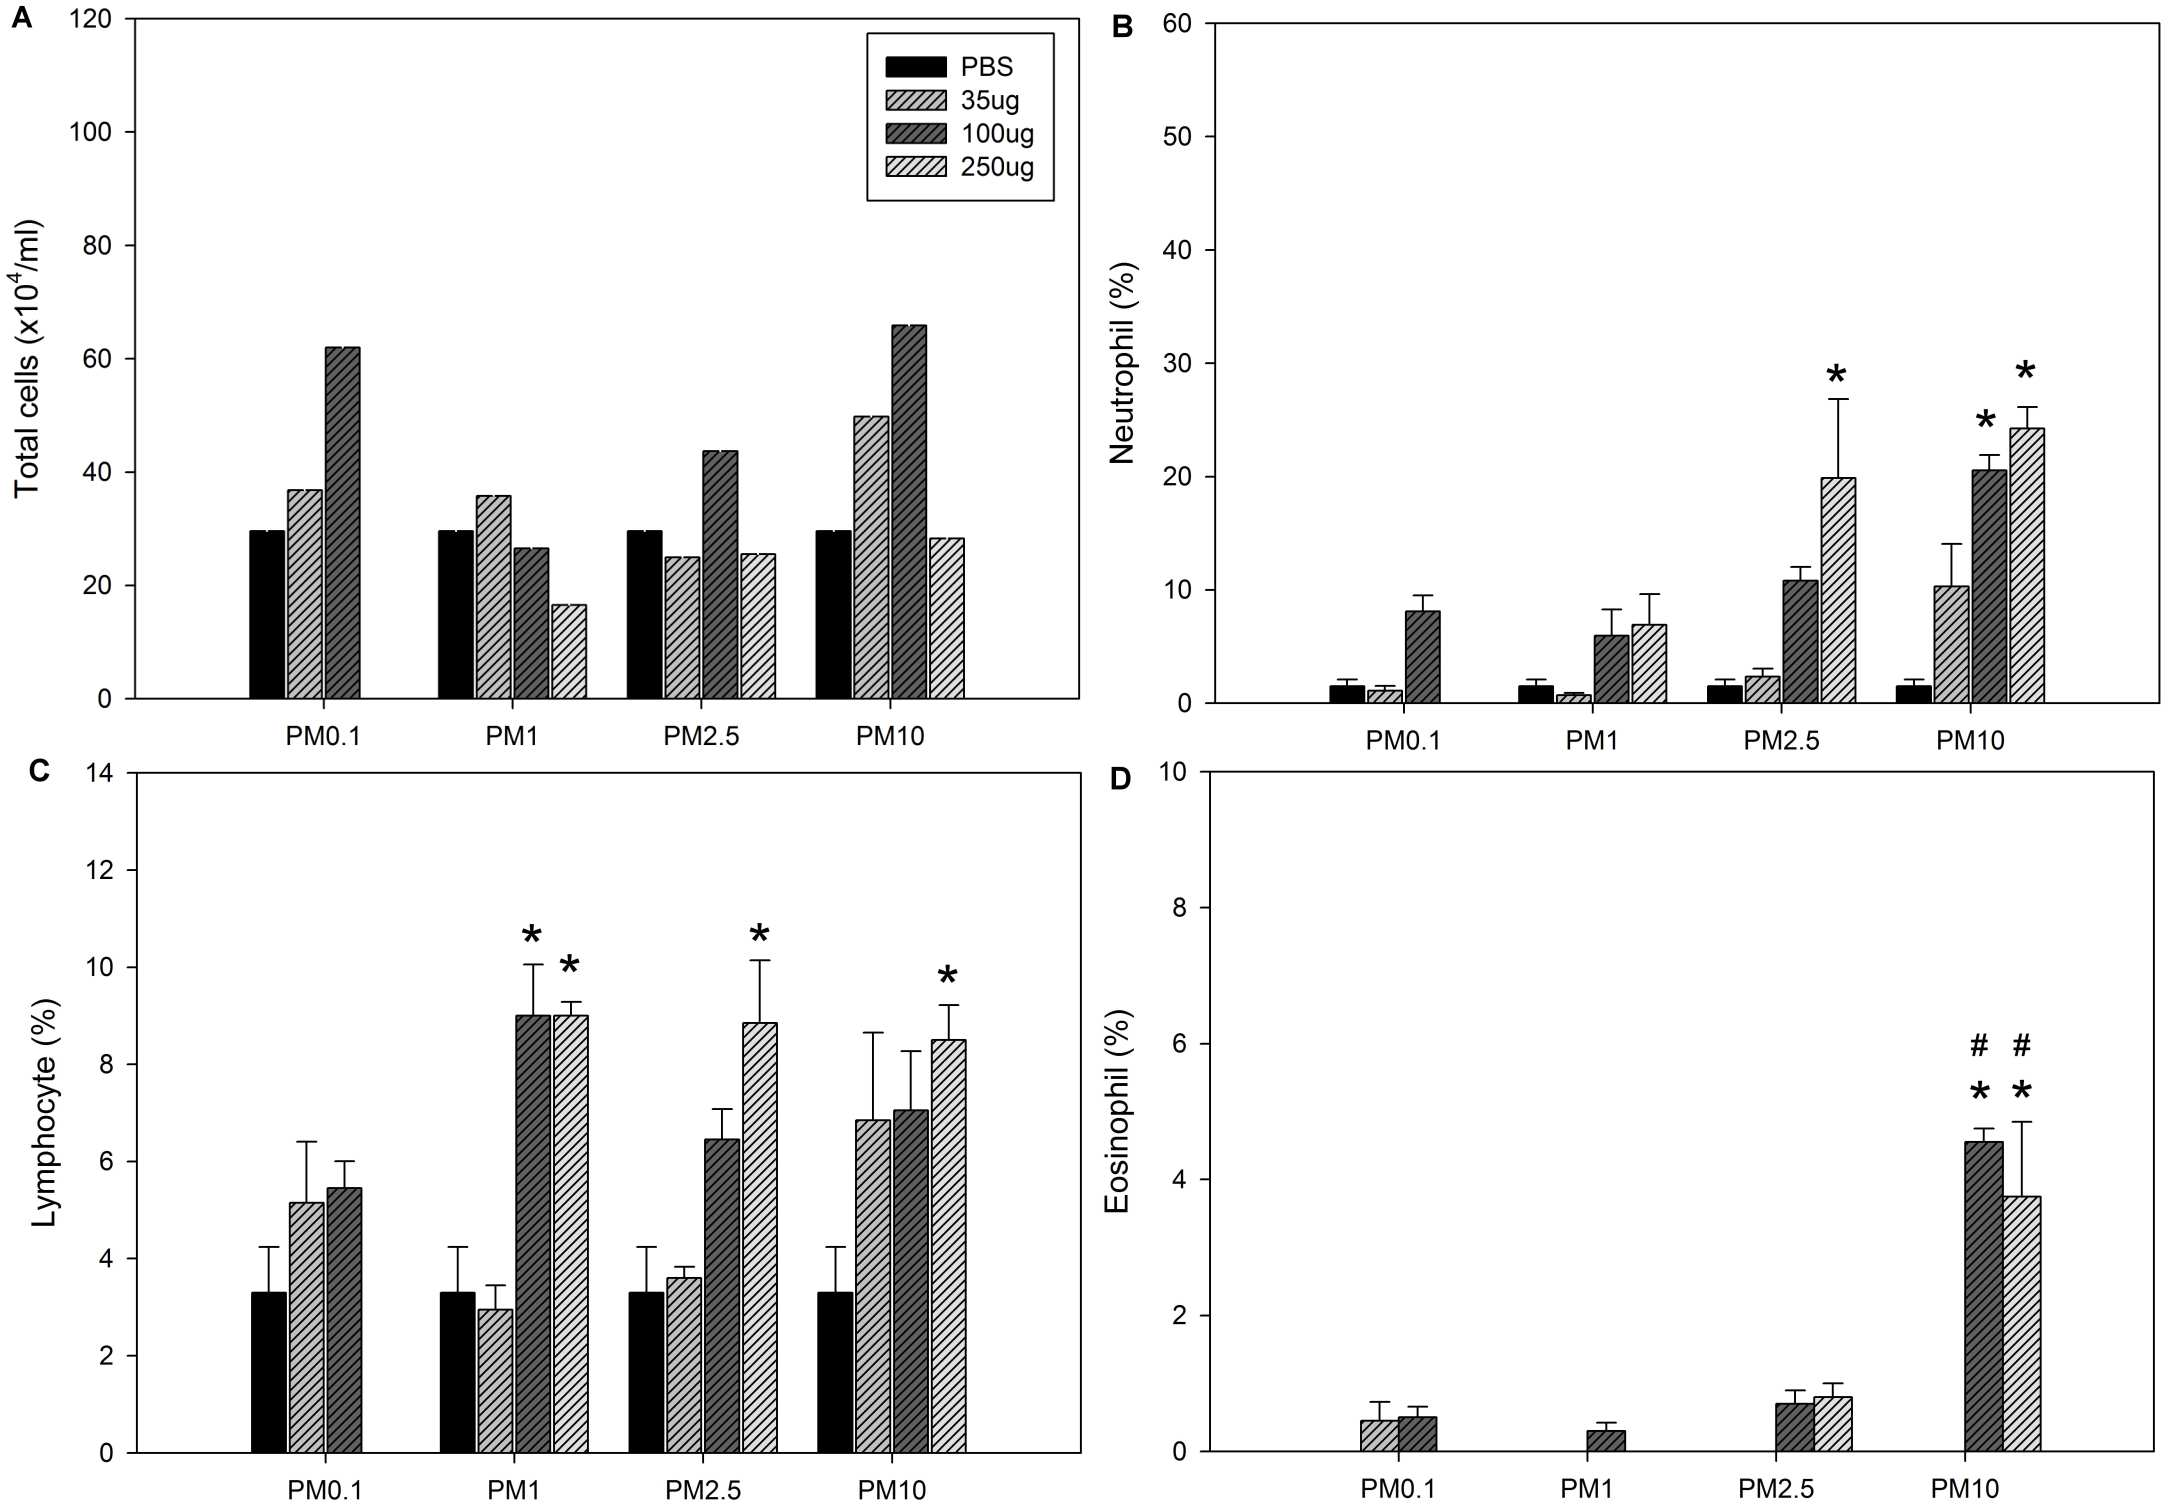 A
120
100
80
60
40
20
0
Total cells (x10⁴/ml)
PBS
35ug
100ug
250ug
PM0.1 PM1 PM2.5 PM10
B
60
50
40
30
20
10
0
Neutrophil (%)
*
* *
PM0.1 PM1 PM2.5 PM10
C
14
12
10
8
6
4
2
0
Lymphocyte (%)
* *
*
*
PM0.1 PM1 PM2.5 PM10
D
10
8
6
4
2
0
Eosinophil (%)
# #
* *
PM0.1 PM1 PM2.5 PM10